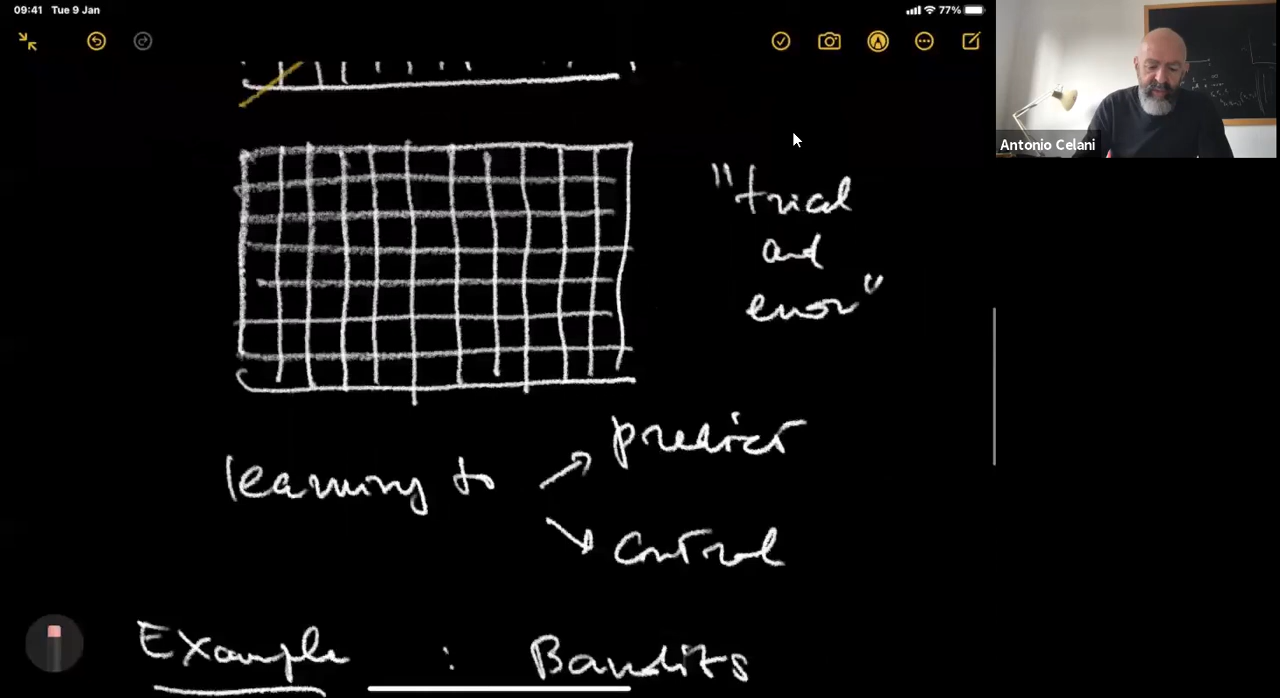 09:41 Tue 9 Jan
77%
Antonio Celani
"trial
and
error"
learning to
predict
control
Example : Bandits